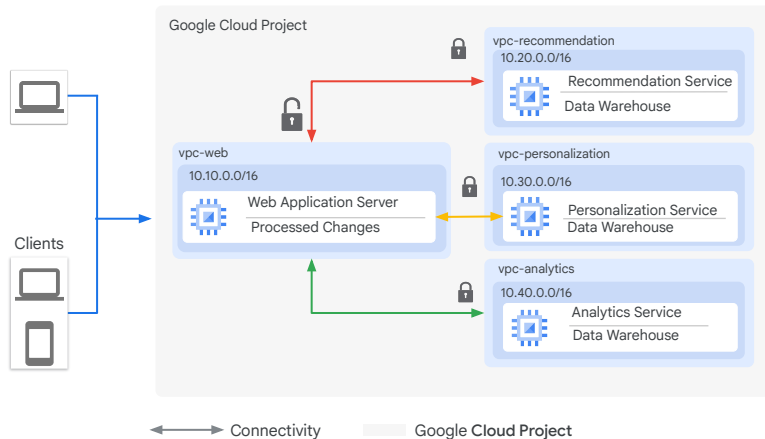 Google Cloud Project
vpc-recommendation
10.20.0.0/16
Recommendation Service
Data Warehouse
vpc-web
10.10.0.0/16
Web Application Server
Processed Changes
vpc-personalization
10.30.0.0/16
Personalization Service
Data Warehouse
Clients
vpc-analytics
10.40.0.0/16
Analytics Service
Data Warehouse
Connectivity
Google Cloud Project